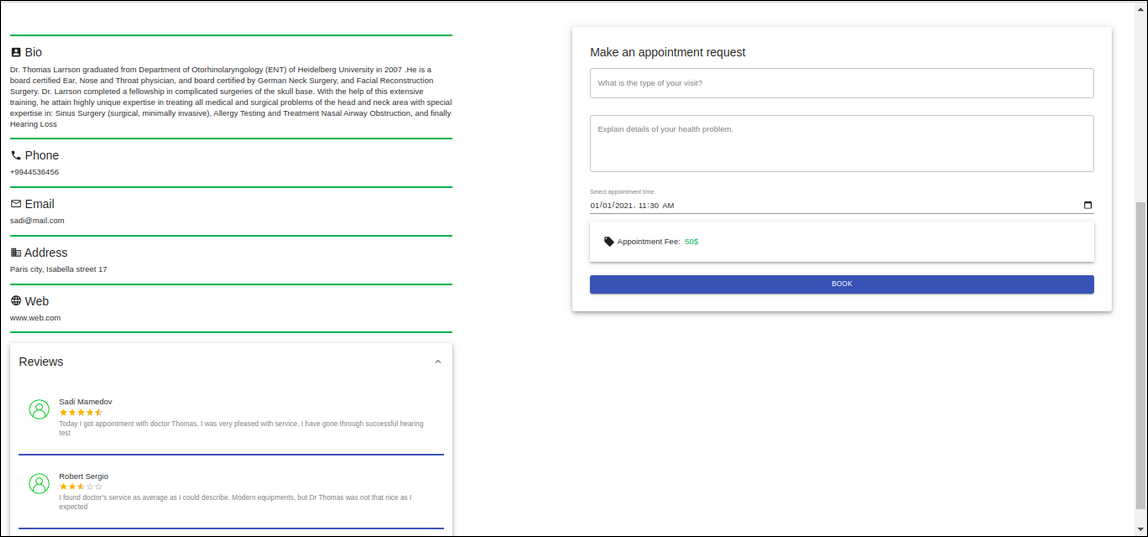 Bio
Dr. Thomas Larrson graduated from Department of Otorhinolaryngology (ENT) of Heidelberg University in 2007 .He is a
board certified Ear, Nose and Throat physician, and board certified by German Neck Surgery, and Facial Reconstruction
Surgery. Dr. Larrson completed a fellowship in complicated surgeries of the skull base. With the help of this extensive
training, he attain highly unique expertise in treating all medical and surgical problems of the head and neck area with special
expertise in: Sinus Surgery (surgical, minimally invasive), Allergy Testing and Treatment Nasal Airway Obstruction, and finally
Hearing Loss
Phone
+9944536456
Email
sadi@mail.com
Address
Paris city, Isabella street 17
Web
www.web.com
Reviews
Sadi Mamedov
Today I got appointment with doctor Thomas. I was very pleased with service. I have gone through successful hearing
test
Robert Sergio
I found doctor's service as average as I could describe. Modern equipments, but Dr Thomas was not that nice as I
expected
Make an appointment request
What is the type of your visit?
Explain details of your health problem.
Select appointment time.
01/01/2021, 11:30 AM
Appointment Fee: 50$
BOOK